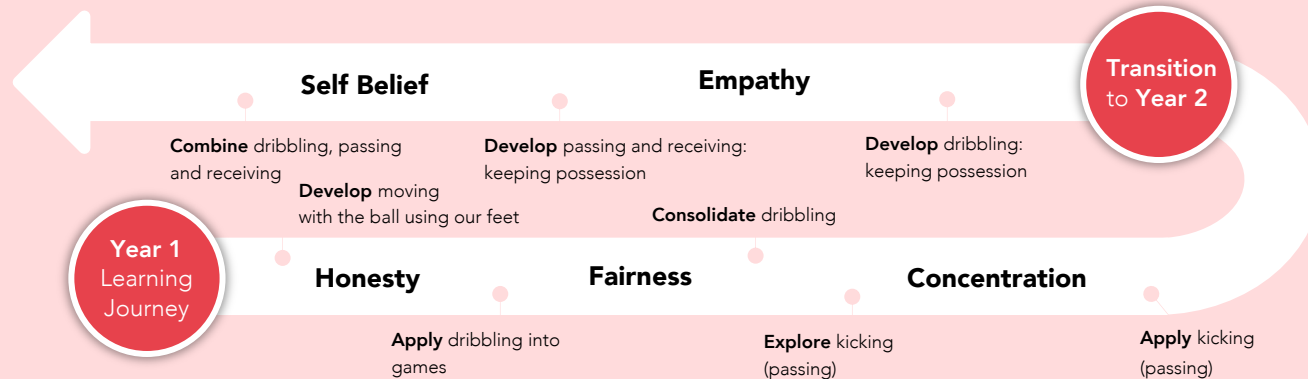 Self Belief
Empathy
Transition
to Year 2
Combine dribbling, passing
and receiving
Develop passing and receiving:
keeping possession
Develop dribbling:
keeping possession
Develop moving
with the ball using our feet
Consolidate dribbling
Year 1
Learning
Journey
Honesty
Fairness
Concentration
Apply dribbling into
games
Explore kicking
(passing)
Apply kicking
(passing)